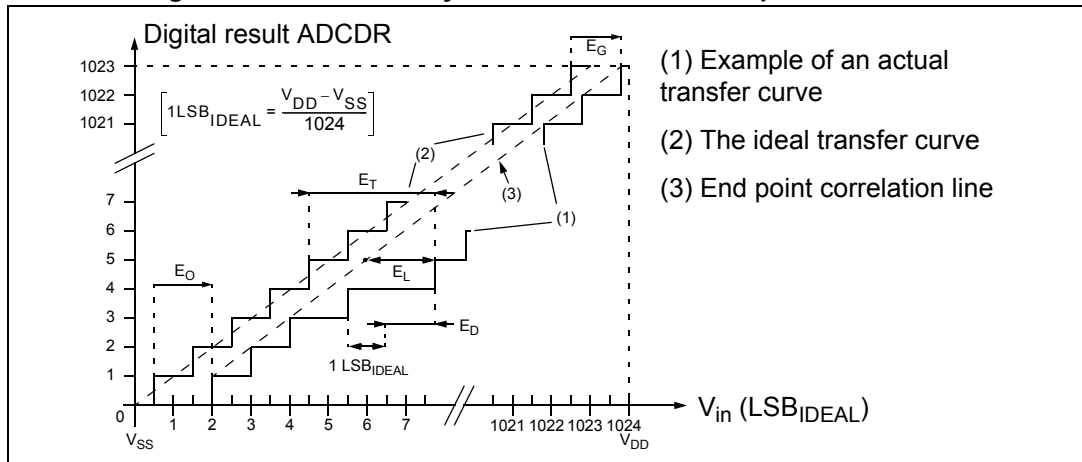 Digital result ADCDR
E_G
1023
1022
1021
[1LSB_IDEAL = (V_DD – V_SS) / 1024]
(1) Example of an actual
transfer curve
(2) The ideal transfer curve
(3) End point correlation line
(2)
(3)
(1)
E_T
7
6
5
4
3
2
1
0
E_O
E_L
E_D
1 LSB_IDEAL
1 2 3 4 5 6 7 1021 1022 1023 1024
V_in (LSB_IDEAL)
V_SS
V_DD